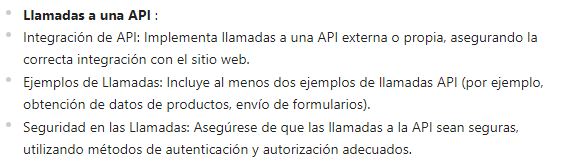 Llamadas a una API :
Integración de API: Implementa llamadas a una API externa o propia, asegurando la
correcta integración con el sitio web.
Ejemplos de Llamadas: Incluye al menos dos ejemplos de llamadas API (por ejemplo,
obtención de datos de productos, envío de formularios).
Seguridad en las Llamadas: Asegúrese de que las llamadas a la API sean seguras,
utilizando métodos de autenticación y autorización adecuados.